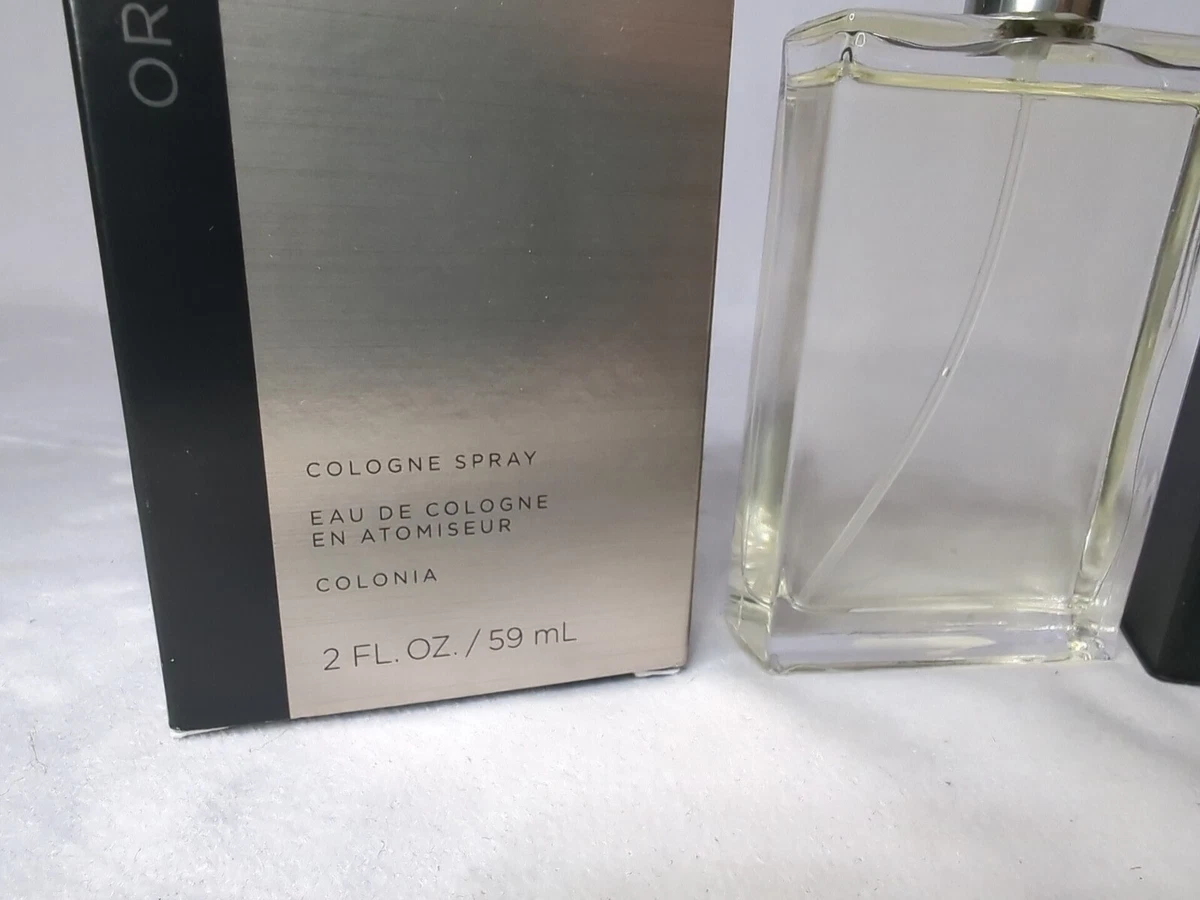 OR
COLOGNE SPRAY
EAU DE COLOGNE
EN ATOMISEUR
COLONIA
2 FL. OZ. / 59 mL